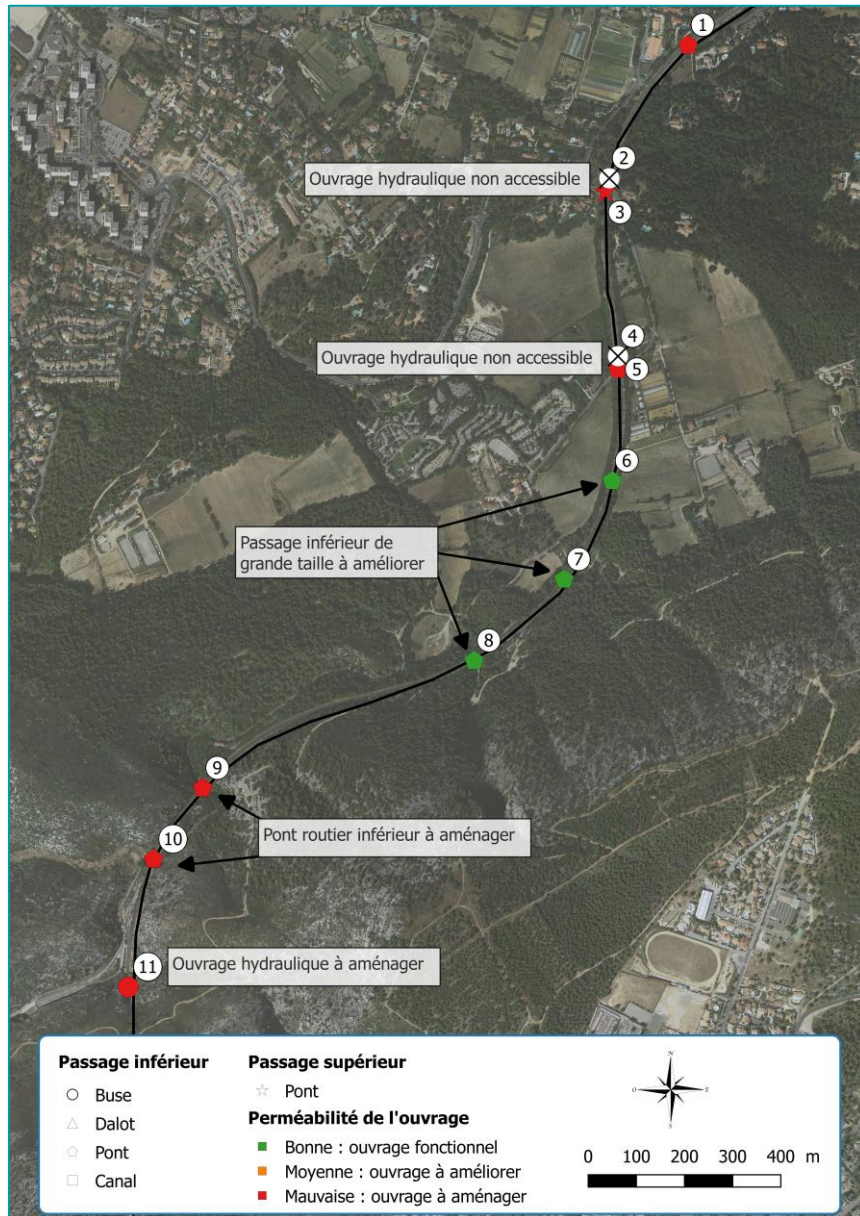 1
2
Ouvrage hydraulique non accessible
3
4
Ouvrage hydraulique non accessible
5
6
Passage inférieur de
grande taille à améliorer
7
8
9
Pont routier inférieur à aménager
10
11
Ouvrage hydraulique à aménager
Passage inférieur
Buse
Dalot
Pont
Canal
Passage supérieur
Pont
Perméabilité de l'ouvrage
Bonne : ouvrage fonctionnel
Moyenne : ouvrage à améliorer
Mauvaise : ouvrage à aménager
N
O
E
S
0 100 200 300 400 m